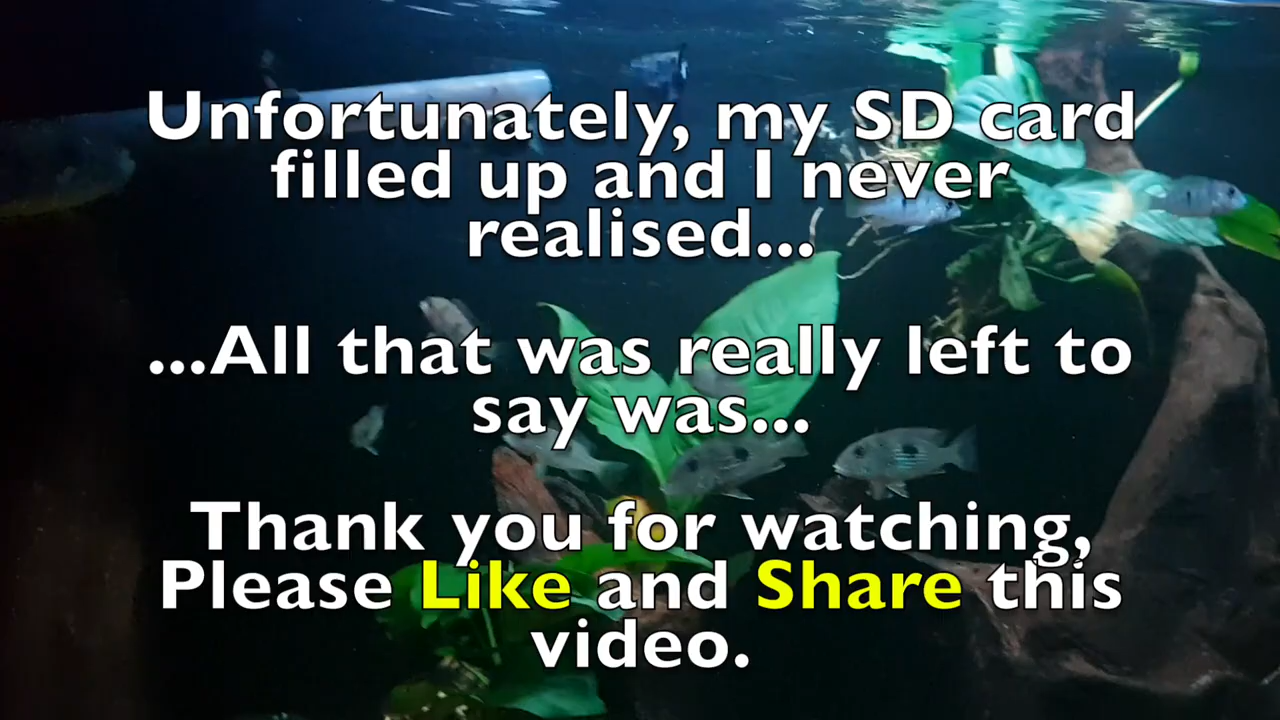 Unfortunately, my SD card
filled up and I never
realised...
...All that was really left to
say was...
Thank you for watching,
Please Like and Share this
video.